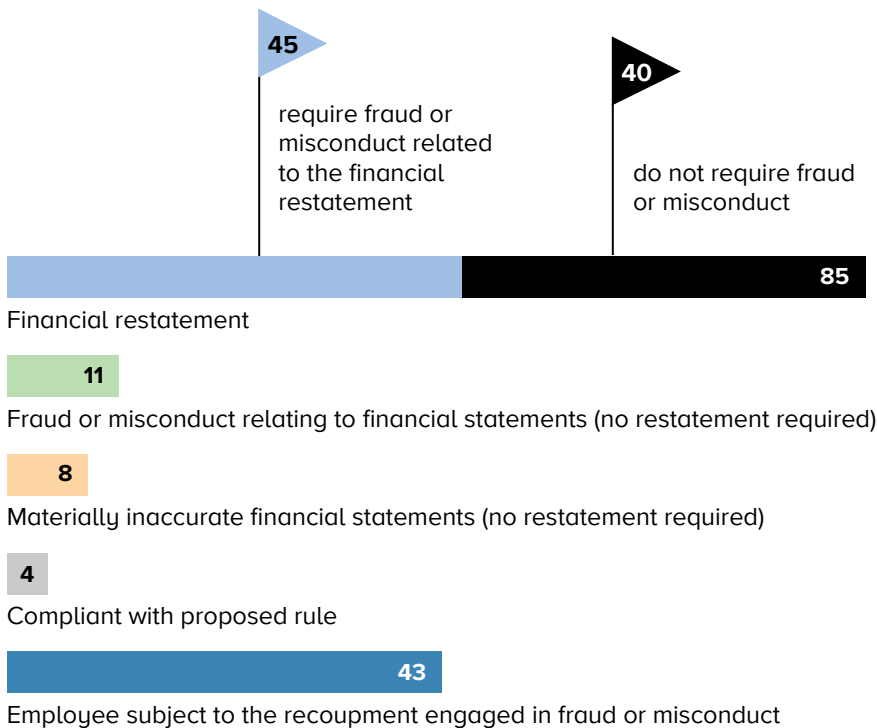 45
require fraud or
misconduct related
to the financial
restatement
40
do not require fraud
or misconduct
85
Financial restatement
11
Fraud or misconduct relating to financial statements (no restatement required)
8
Materially inaccurate financial statements (no restatement required)
4
Compliant with proposed rule
43
Employee subject to the recoupment engaged in fraud or misconduct